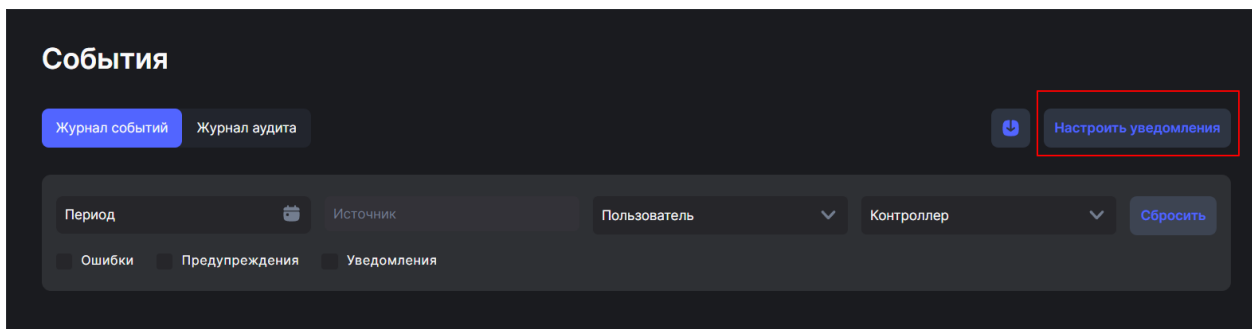 События
Журнал событий Журнал аудита Настроить уведомления
Период Источник Пользователь Контроллер Сбросить
Ошибки Предупреждения Уведомления